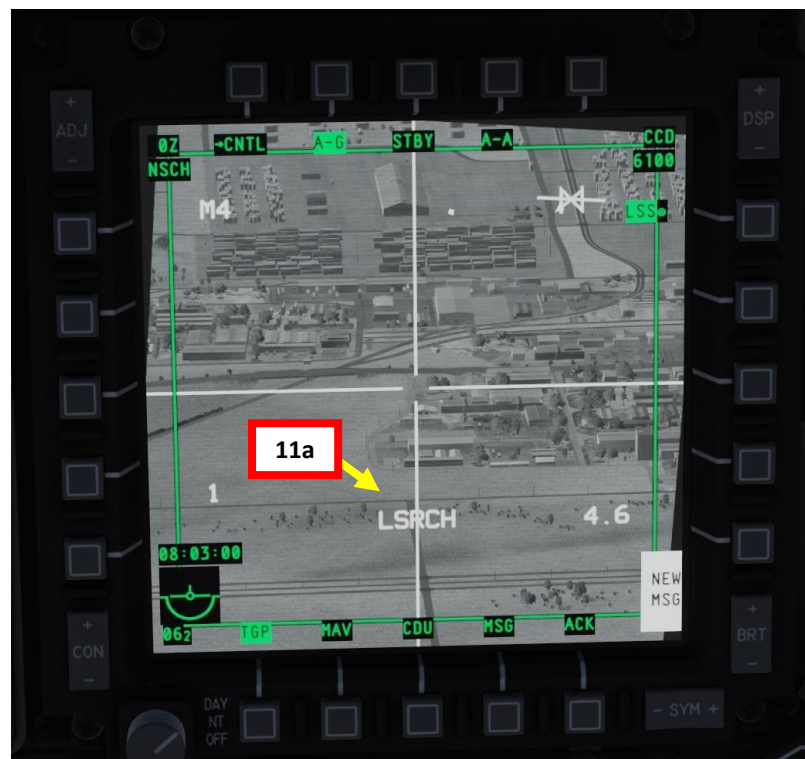 +
ADJ
-
+
DSP
-
0Z
→CNTL
A-G
STBY
A-A
CCD
NSCH
6100
M4
LSS
11a
1
LSRCH
4.6
08:03:00
NEW
MSG
062
TGP
MAV
CDU
MSG
ACK
+
CON
-
+
BRT
-
DAY
NT
OFF
- SYM +